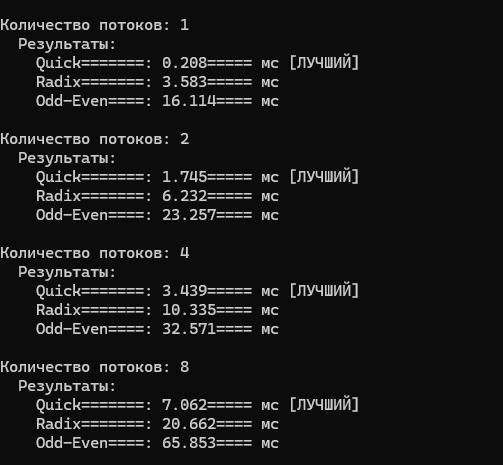 Количество потоков: 1
Результаты:
Quick=======: 0.208===== мс [ЛУЧШИЙ]
Radix=======: 3.583===== мс
Odd-Even====: 16.114==== мс
Количество потоков: 2
Результаты:
Quick=======: 1.745===== мс [ЛУЧШИЙ]
Radix=======: 6.232===== мс
Odd-Even====: 23.257==== мс
Количество потоков: 4
Результаты:
Quick=======: 3.439===== мс [ЛУЧШИЙ]
Radix=======: 10.335==== мс
Odd-Even====: 32.571==== мс
Количество потоков: 8
Результаты:
Quick=======: 7.062===== мс [ЛУЧШИЙ]
Radix=======: 20.662==== мс
Odd-Even====: 65.853==== мс